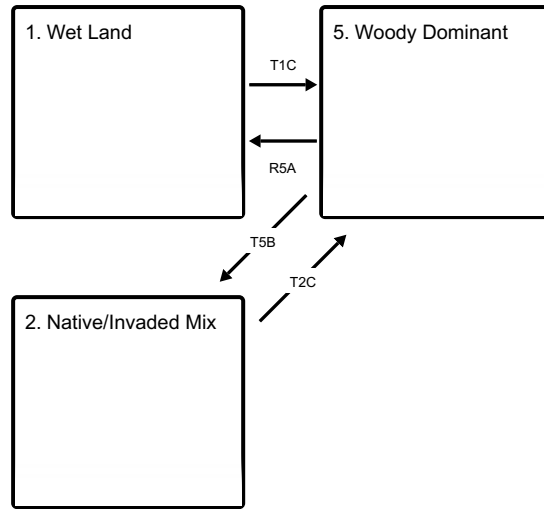 1. Wet Land
5. Woody Dominant
T1C
R5A
T5B
T2C
2. Native/Invaded Mix